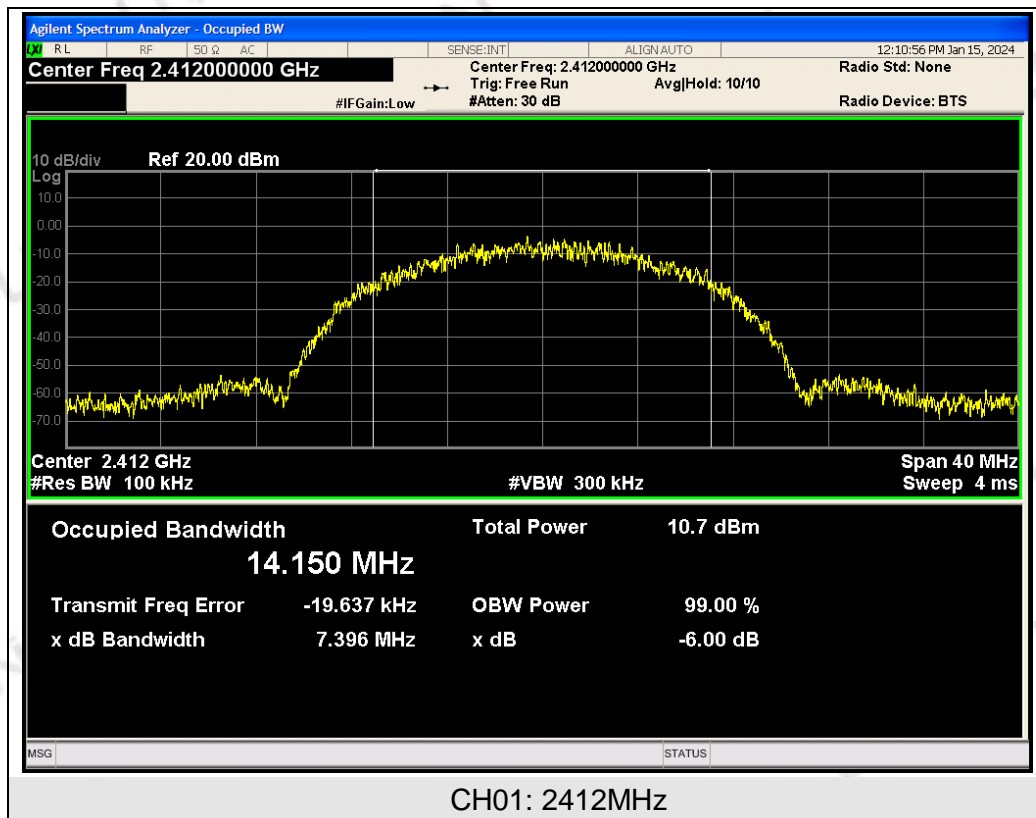 Agilent Spectrum Analyzer - Occupied BW
LXI RL RF 50 Ω AC SENSE:INT ALIGN AUTO 12:10:56 PM Jan 15, 2024
Center Freq 2.412000000 GHz Center Freq: 2.412000000 GHz Radio Std: None
Trig: Free Run Avg|Hold: 10/10
#IFGain:Low #Atten: 30 dB Radio Device: BTS
10 dB/div Ref 20.00 dBm
Log
10.0
0.00
-10.0
-20.0
-30.0
-40.0
-50.0
-60.0
-70.0
Center 2.412 GHz Span 40 MHz
#Res BW 100 kHz #VBW 300 kHz Sweep 4 ms
Occupied Bandwidth Total Power 10.7 dBm
14.150 MHz
Transmit Freq Error -19.637 kHz OBW Power 99.00 %
x dB Bandwidth 7.396 MHz x dB -6.00 dB
MSG STATUS
CH01: 2412MHz